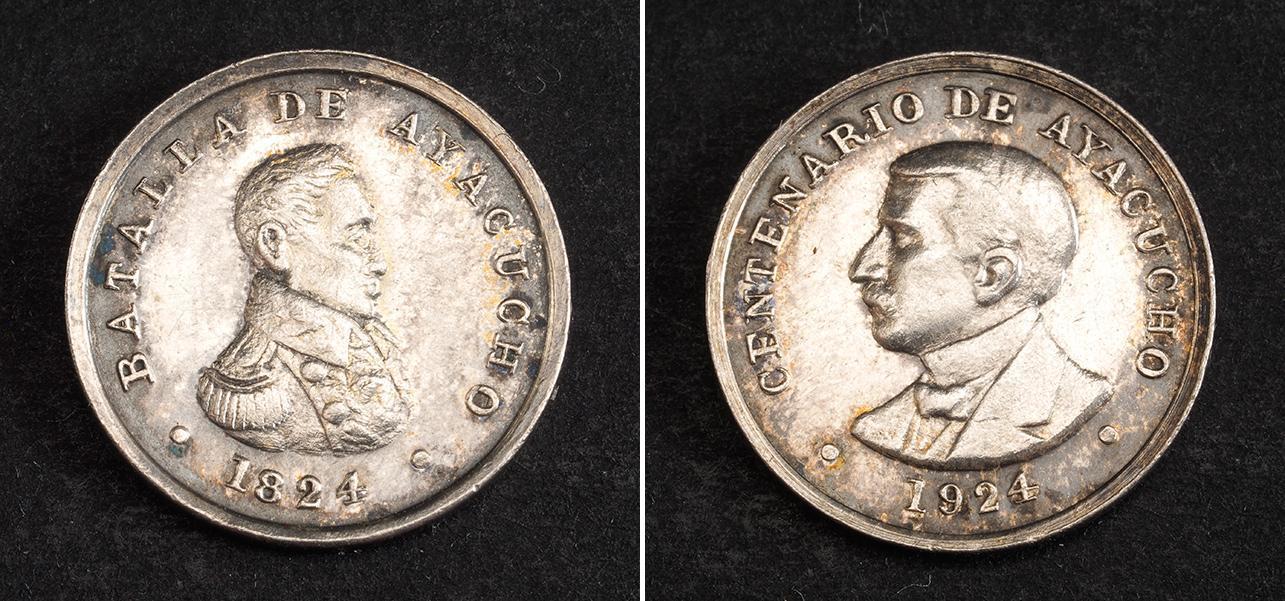 BATALLA DE AYACUCHO
1824
CENTENARIO DE AYACUCHO
1924